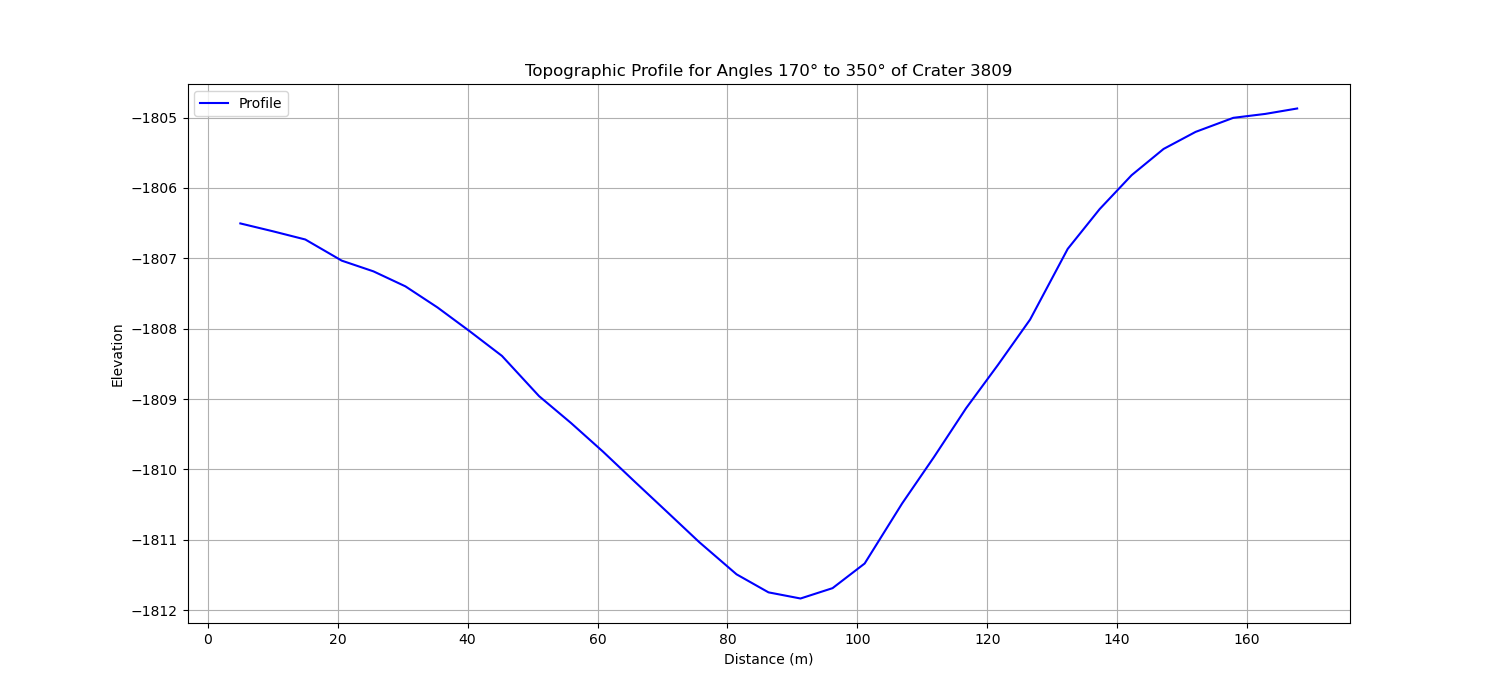 Topographic Profile for Angles 170° to 350° of Crater 3809
Profile
−1805
−1806
−1807
−1808
−1809
−1810
−1811
−1812
Elevation
0 20 40 60 80 100 120 140 160
Distance (m)